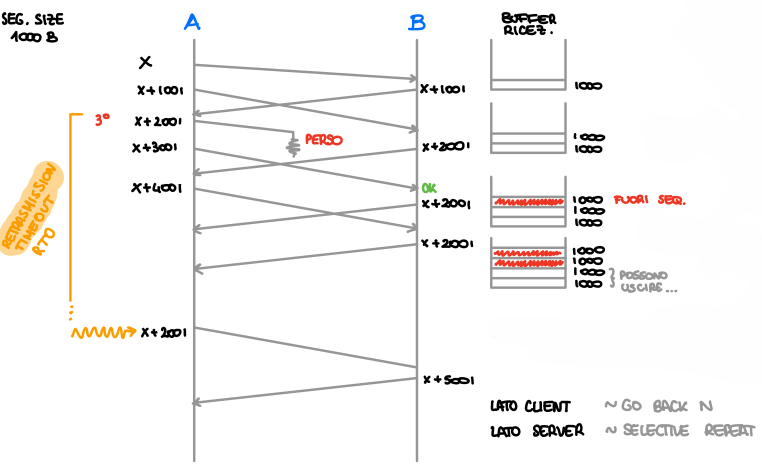 SEG. SIZE
1000 B
A
B
BUFFER
RICEZ.
X
X+1001
X+1001
1000
3°
X+2001
PERSO
X+3001
X+2001
1000
1000
X+4001
OK
X+2001
1000 FUORI SEQ.
1000
1000
X+2001
1000
1000
1000 } POSSONO
1000 USCIRE...
RETRASMISSION
TIMEOUT
RTO
...
X+2001
X+5001
LATO CLIENT ~ GO BACK N
LATO SERVER ~ SELECTIVE REPEAT